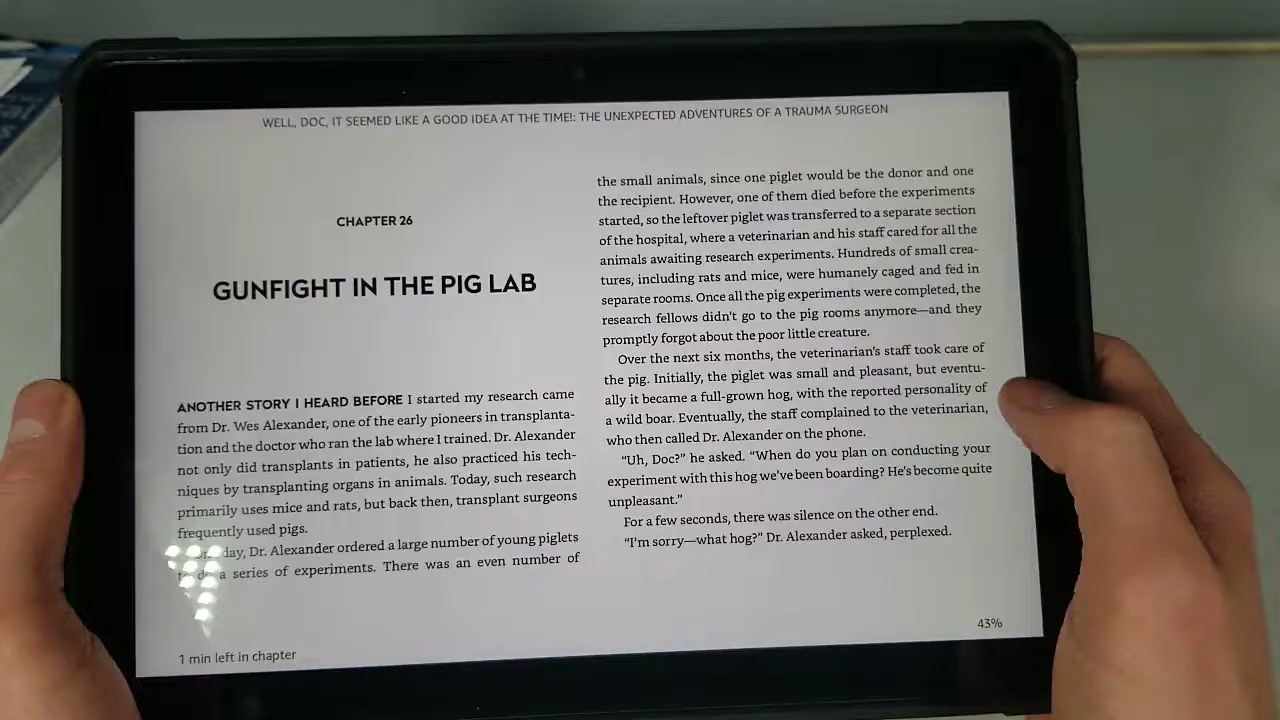 WELL, DOC, IT SEEMED LIKE A GOOD IDEA AT THE TIME!: THE UNEXPECTED ADVENTURES OF A TRAUMA SURGEON
CHAPTER 26
GUNFIGHT IN THE PIG LAB
ANOTHER STORY I HEARD BEFORE I started my research came
from Dr. Wes Alexander, one of the early pioneers in transplanta-
tion and the doctor who ran the lab where I trained. Dr. Alexander
not only did transplants in patients, he also practiced his tech-
niques by transplanting organs in animals. Today, such research
primarily uses mice and rats, but back then, transplant surgeons
frequently used pigs.
day, Dr. Alexander ordered a large number of young piglets
to do a series of experiments. There was an even number of
the small animals, since one piglet would be the donor and one
the recipient. However, one of them died before the experiments
started, so the leftover piglet was transferred to a separate section
of the hospital, where a veterinarian and his staff cared for all the
animals awaiting research experiments. Hundreds of small crea-
tures, including rats and mice, were humanely caged and fed in
separate rooms. Once all the pig experiments were completed, the
research fellows didn't go to the pig rooms anymore—and they
promptly forgot about the poor little creature.
Over the next six months, the veterinarian's staff took care of
the pig. Initially, the piglet was small and pleasant, but eventu-
ally it became a full-grown hog, with the reported personality of
a wild boar. Eventually, the staff complained to the veterinarian,
who then called Dr. Alexander on the phone.
"Uh, Doc?" he asked. "When do you plan on conducting your
experiment with this hog we've been boarding? He's become quite
unpleasant."
For a few seconds, there was silence on the other end.
"I'm sorry—what hog?" Dr. Alexander asked, perplexed.
1 min left in chapter
43%